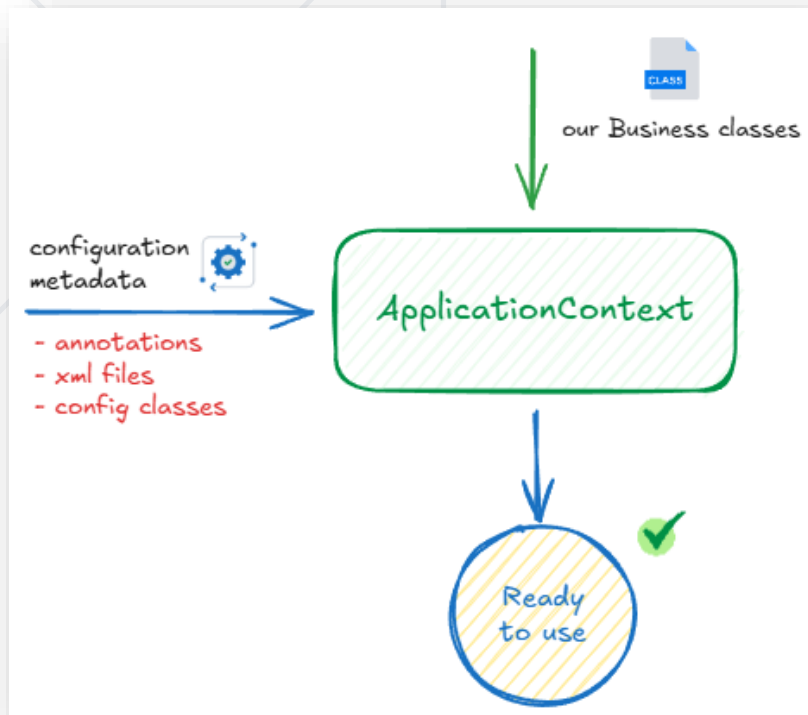 CLASS
our Business classes
configuration
metadata
- annotations
- xml files
- config classes
ApplicationContext
Ready
to use